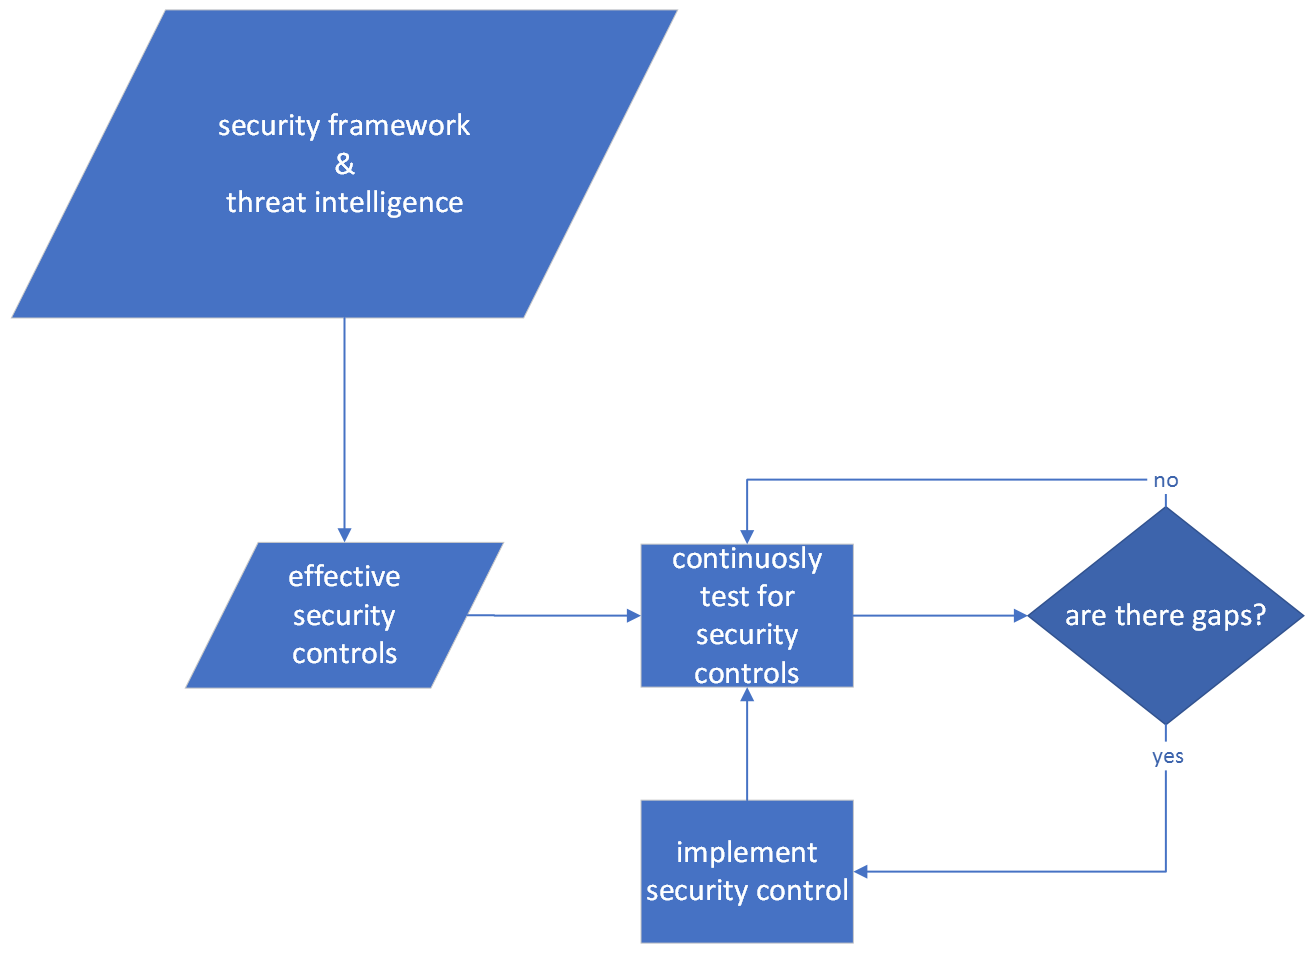 security framework
&
threat intelligence
effective
security
controls
continuosly
test for
security
controls
no
are there gaps?
yes
implement
security control